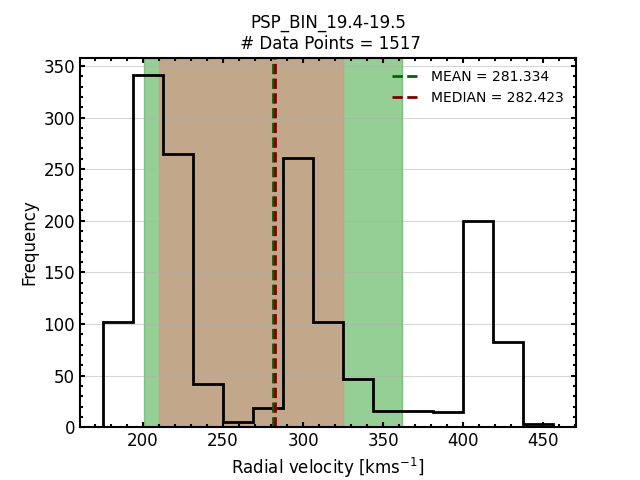 PSP_BIN_19.4-19.5
# Data Points = 1517
MEAN = 281.334
MEDIAN = 282.423
Frequency
350
300
250
200
150
100
50
0
200 250 300 350 400 450
Radial velocity [kms⁻¹]